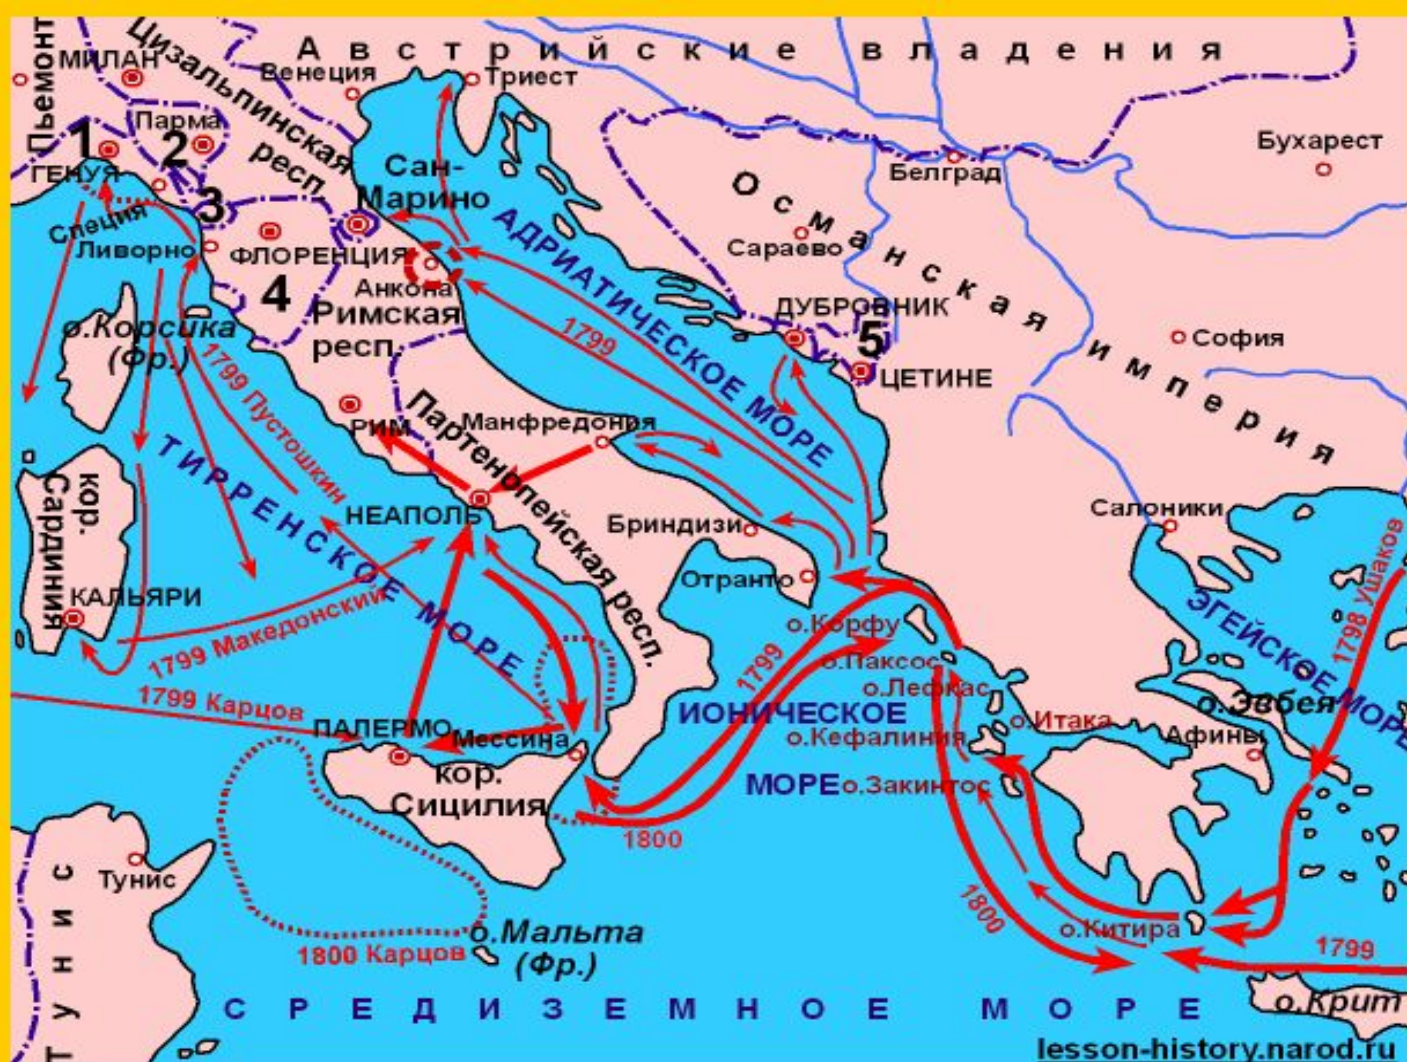 Австрийские владения
Пьемонт
МИЛАН
Цизальпинская
респ.
Венеция
Триест
Парма
1
2
ГЕНУЯ
Специя
3
Ливорно
ФЛОРЕНЦИЯ
4
Сан-
Марино
Анкона
Римская
респ.
АДРИАТИЧЕСКОЕ МОРЕ
1799
Белград
Бухарест
Сараево
Османская империя
ДУБРОВНИК
5
ЦЕТИНЕ
София
о.Корсика
(Фр.)
1799 Пустошкин
РИМ
Манфредония
Партенопейская респ.
ТИРРЕНСКОЕ МОРЕ
НЕАПОЛЬ
Бриндизи
Отранто
Салоники
кор.
Сардиния
КАЛЬЯРИ
1799 Македонский
1799 Карцов
ПАЛЕРМО
Мессина
кор.
Сицилия
1799
1800
о.Корфу
о.Паксос
о.Лефкас
ИОНИЧЕСКОЕ
МОРЕ
о.Кефалиния
о.Итака
о.Закинтос
ЭГЕЙСКОЕ МОРЕ
1798 Ушаков
о.Эвбея
Афины
Тунис
ТУНИС
1800 Карцов
о.Мальта
(Фр.)
1800
о.Китира
1799
о.Крит
СРЕДИЗЕМНОЕ МОРЕ
lesson-history.narod.ru